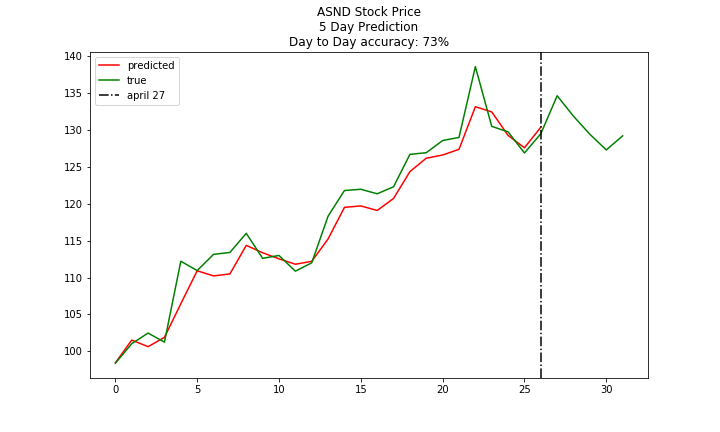 ASND Stock Price
5 Day Prediction
Day to Day accuracy: 73%
predicted
true
april 27
140
135
130
125
120
115
110
105
100
0 5 10 15 20 25 30